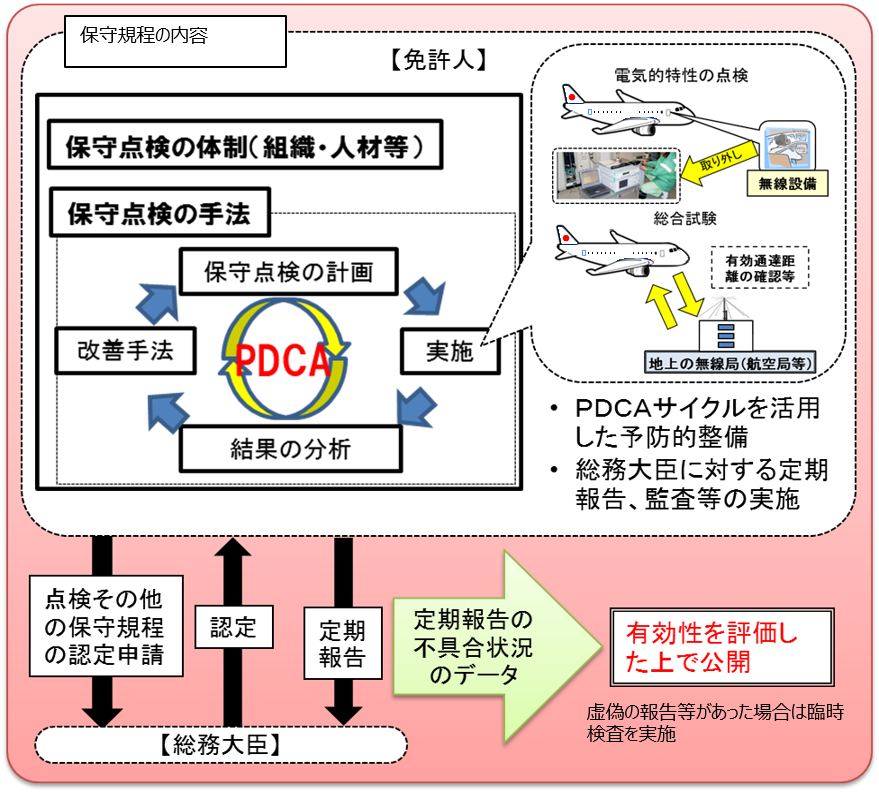 保守規程の内容
【免許人】
保守点検の体制(組織・人材等)
保守点検の手法
保守点検の計画
改善手法
PDCA
実施
結果の分析
電気的特性の点検
取り外し
無線設備
総合試験
有効通達距
離の確認等
地上の無線局(航空局等)
• PDCAサイクルを活用
した予防的整備
• 総務大臣に対する定期
報告、監査等の実施
点検その他
の保守規程
の認定申請
認定
定期
報告
定期報告の
不具合状況
のデータ
有効性を評価し
た上で公開
虚偽の報告等があった場合は臨時
検査を実施
【総務大臣】